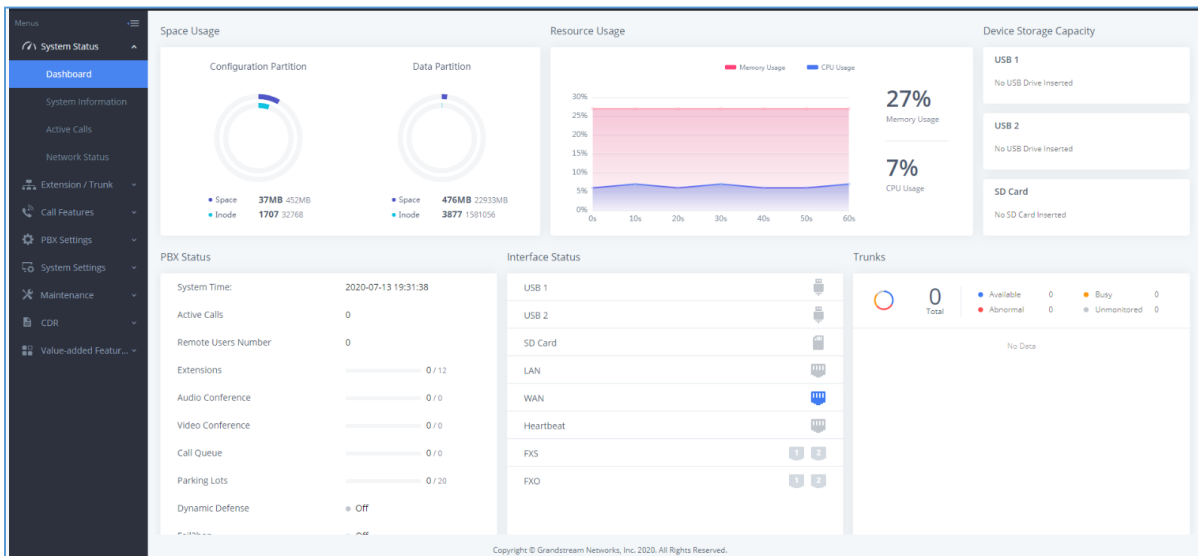 Menus
System Status
Dashboard
System Information
Active Calls
Network Status
Extension / Trunk
Call Features
PBX Settings
System Settings
Maintenance
CDR
Value-added Featur...
Space Usage
Configuration Partition
Data Partition
Space 37MB 452MB
Inode 1707 32768
Space 476MB 22933MB
Inode 3877 1581056
Resource Usage
Memory Usage CPU Usage
30%
25%
20%
15%
10%
5%
0%
0s 10s 20s 30s 40s 50s 60s
27%
Memory Usage
7%
CPU Usage
Device Storage Capacity
USB 1
No USB Drive Inserted
USB 2
No USB Drive Inserted
SD Card
No SD Card Inserted
PBX Status
System Time: 2020-07-13 19:31:38
Active Calls 0
Remote Users Number 0
Extensions 0 / 12
Audio Conference 0 / 0
Video Conference 0 / 0
Call Queue 0 / 0
Parking Lots 0 / 20
Dynamic Defense Off
Interface Status
USB 1
USB 2
SD Card
LAN
WAN
Heartbeat
FXS 1 2
FXO 1 2
Trunks
0
Total
Available 0 Busy 0
Abnormal 0 Unmonitored 0
No Data
Copyright © Grandstream Networks, Inc. 2020. All Rights Reserved.